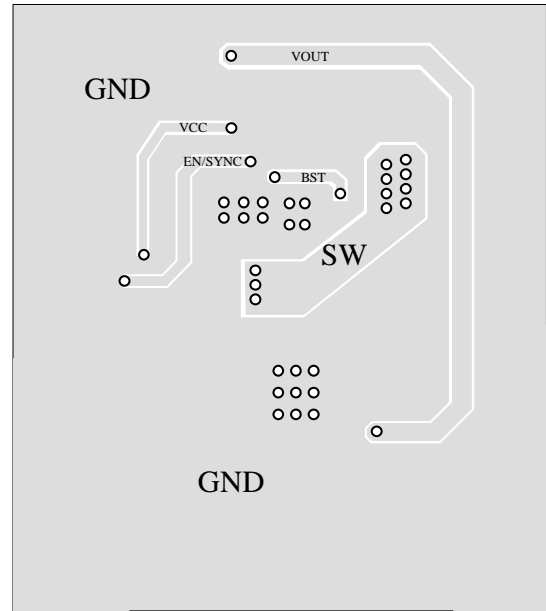 VOUT
GND
VCC
EN/SYNC
BST
SW
GND